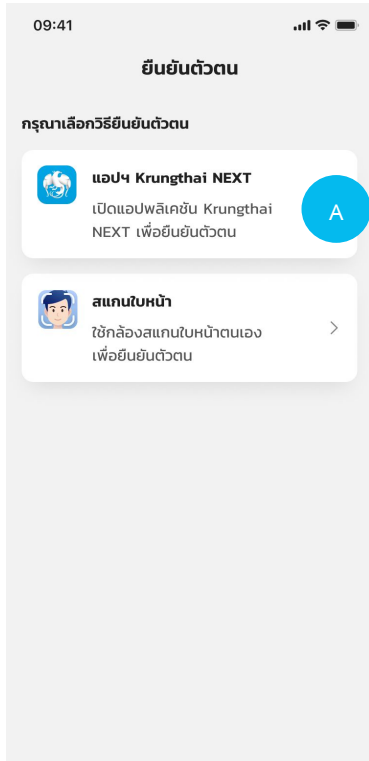 09:41
ยืนยันตัวตน
กรุณาเลือกวิธียืนยันตัวตน
แอปฯ Krungthai NEXT
เปิดแอปพลิเคชัน Krungthai
NEXT เพื่อยืนยันตัวตน
A
สแกนใบหน้า
ใช้กล้องสแกนใบหน้าตนเอง
เพื่อยืนยันตัวตน